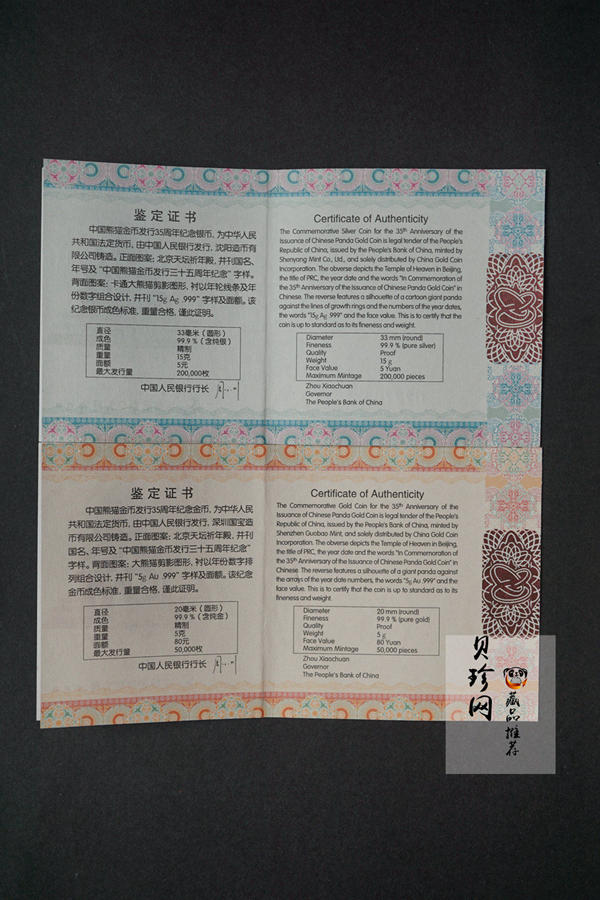 鉴定证书
中国熊猫金币发行35周年纪念银币，为中华人民
共和国法定货币，由中国人民银行发行，沈阳造币有
限公司铸造。正面图案：北京天坛祈年殿，并刊国名、
年号及“中国熊猫金币发行三十五周年纪念”字样。
背面图案：卡通大熊猫剪影图形，衬以年轮线条及年
份数字组合设计，并刊“15g Ag .999”字样及面额。该
纪念银币成色标准，重量合格，谨此证明。
直径 33毫米（圆形）
成色 99.9％（含纯银）
质量 精制
重量 15克
面额 5元
最大发行量 200,000枚
中国人民银行行长
Certificate of Authenticity
The Commemorative Silver Coin for the 35th Anniversary of the
Issuance of Chinese Panda Gold Coin is legal tender of the People's
Republic of China, issued by the People's Bank of China, minted by
Shenyang Mint Co., Ltd., and solely distributed by China Gold Coin
Incorporation. The obverse depicts the Temple of Heaven in Beijing,
the title of PRC, the year date and the words "In Commemoration of
the 35th Anniversary of the Issuance of Chinese Panda Gold Coin" in
Chinese. The reverse features a silhouette of a cartoon giant panda
against the lines of growth rings and the numbers of the year dates,
the words "15g Ag .999" and the face value. This is to certify that the
coin is up to standard as to its fineness and weight.
Diameter 33 mm (round)
Fineness 99.9 % (pure silver)
Quality Proof
Weight 15 g
Face Value 5 Yuan
Maximum Mintage 200,000 pieces
Zhou Xiaochuan
Governor
The People's Bank of China
鉴定证书
中国熊猫金币发行35周年纪念金币，为中华人民
共和国法定货币，由中国人民银行发行，深圳国宝造
币有限公司铸造。正面图案：北京天坛祈年殿，并刊
国名、年号及“中国熊猫金币发行三十五周年纪念”
字样。背面图案：大熊猫剪影图形，衬以年份数字排
列组合设计，并刊“5g Au .999”字样及面额。该纪念
金币成色标准，重量合格，谨此证明。
直径 20毫米（圆形）
成色 99.9％（含纯金）
质量 精制
重量 5克
面额 80元
最大发行量 50,000枚
中国人民银行行长
Certificate of Authenticity
The Commemorative Gold Coin for the 35th Anniversary of the
Issuance of Chinese Panda Gold Coin is legal tender of the People's
Republic of China, issued by the People's Bank of China, minted by
Shenzhen Guobao Mint, and solely distributed by China Gold Coin
Incorporation. The obverse depicts the Temple of Heaven in Beijing,
the title of PRC, the year date and the words "In Commemoration of
the 35th Anniversary of the Issuance of Chinese Panda Gold Coin" in
Chinese. The reverse features a silhouette of a giant panda against
the arrays of the year date numbers, the words "5g Au .999" and the
face value. This is to certify that the coin is up to standard as to its
fineness and weight.
Diameter 20 mm (round)
Fineness 99.9 % (pure gold)
Quality Proof
Weight 5 g
Face Value 80 Yuan
Maximum Mintage 50,000 pieces
Zhou Xiaochuan
Governor
The People's Bank of China
贝珍网
藏品推荐